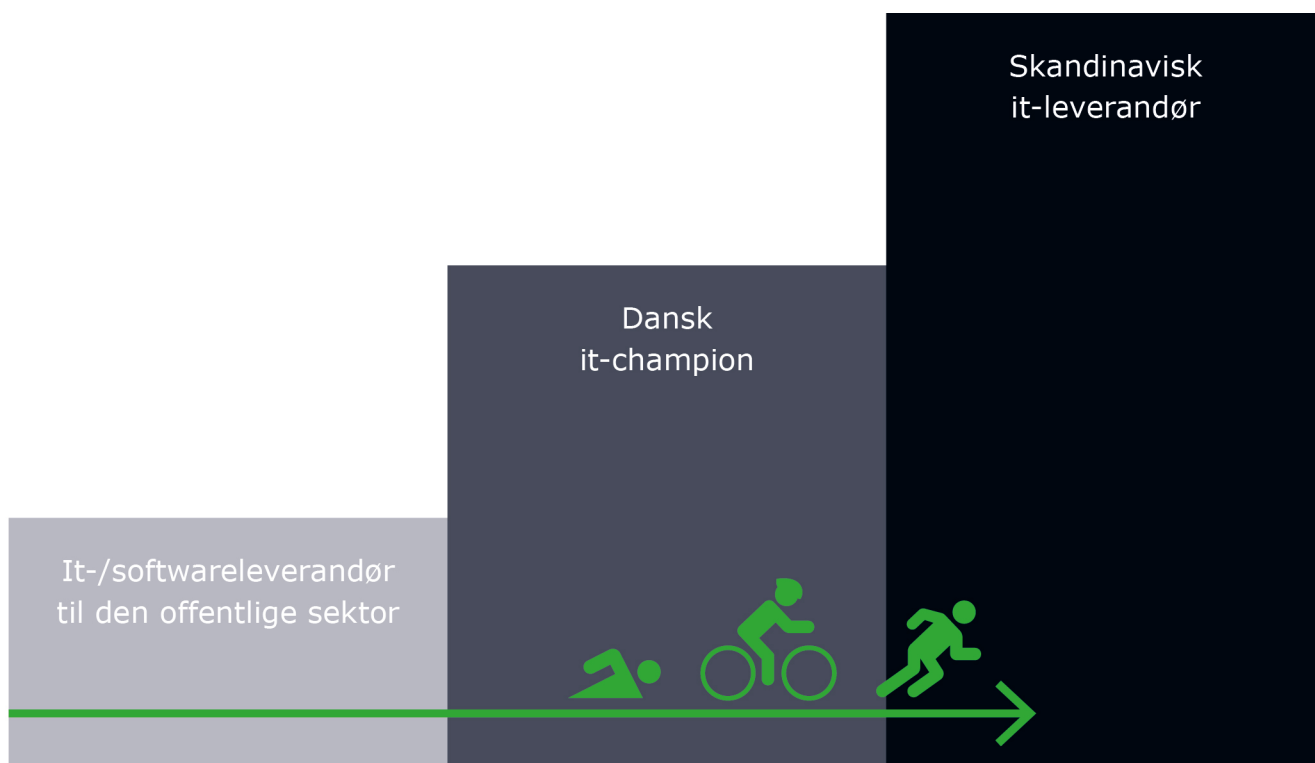 Skandinavisk
it-leverandør
Dansk
it-champion
It-/softwareleverandør
til den offentlige sektor